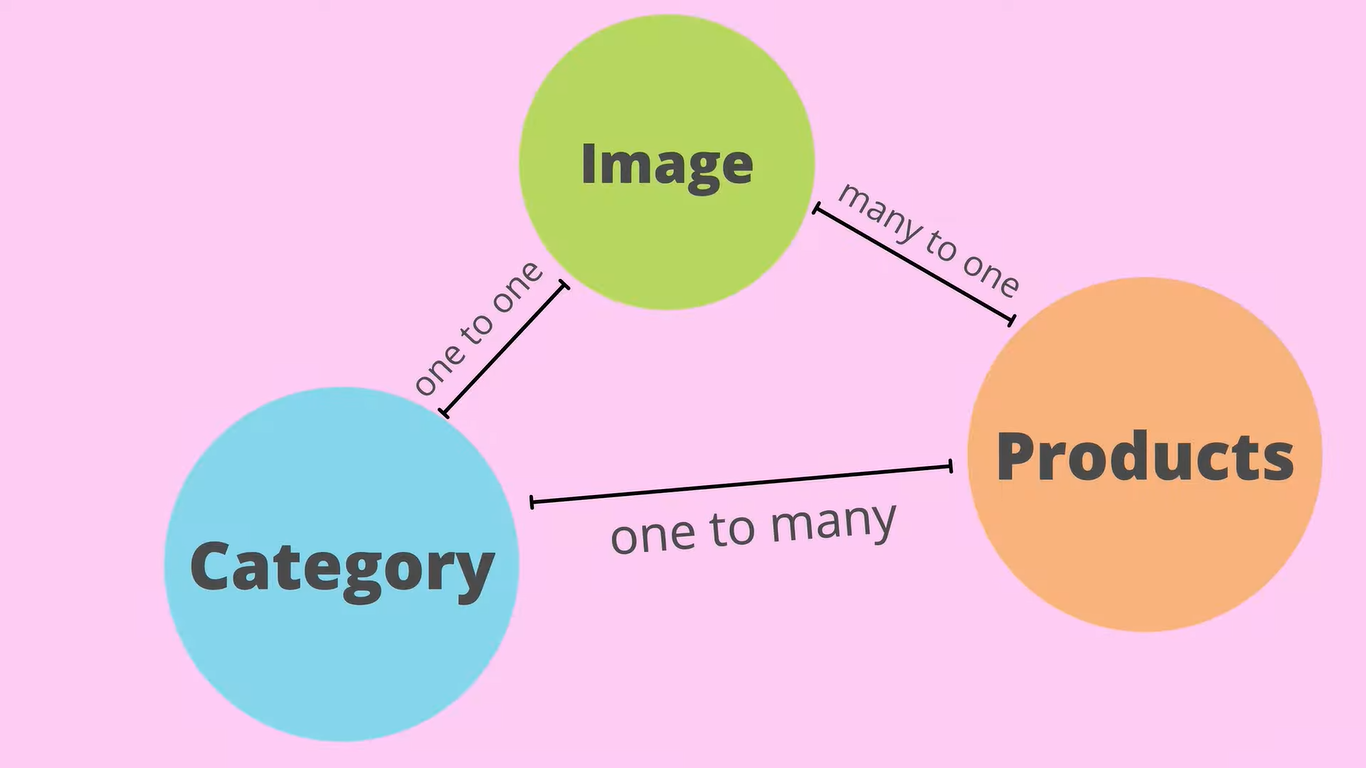 Image
many to one
one to one
Products
one to many
Category